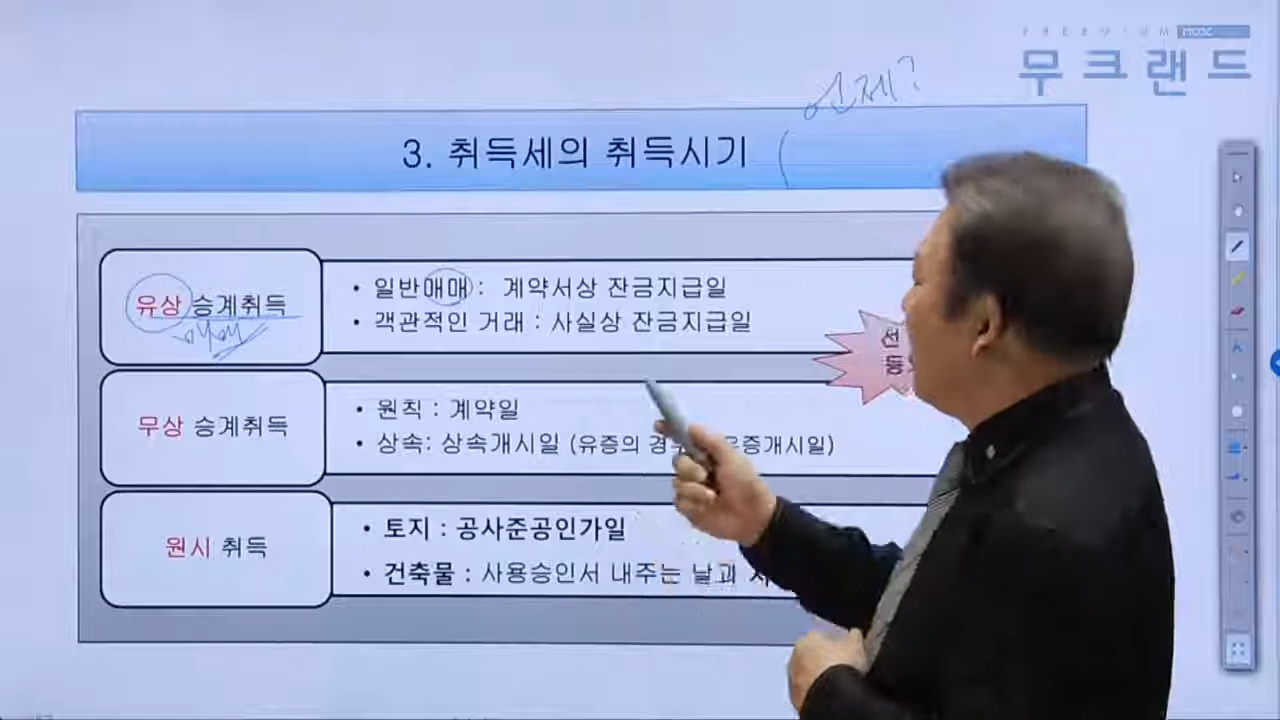 PREMIUM MOOC
무크랜드
언제?
3. 취득세의 취득시기
유상 승계취득
매매
• 일반매매 : 계약서상 잔금지급일
• 객관적인 거래 : 사실상 잔금지급일
선
등
무상 승계취득
• 원칙 : 계약일
• 상속: 상속개시일 (유증의 경우 유증개시일)
원시 취득
• 토지 : 공사준공인가일
• 건축물 : 사용승인서 내주는 날과